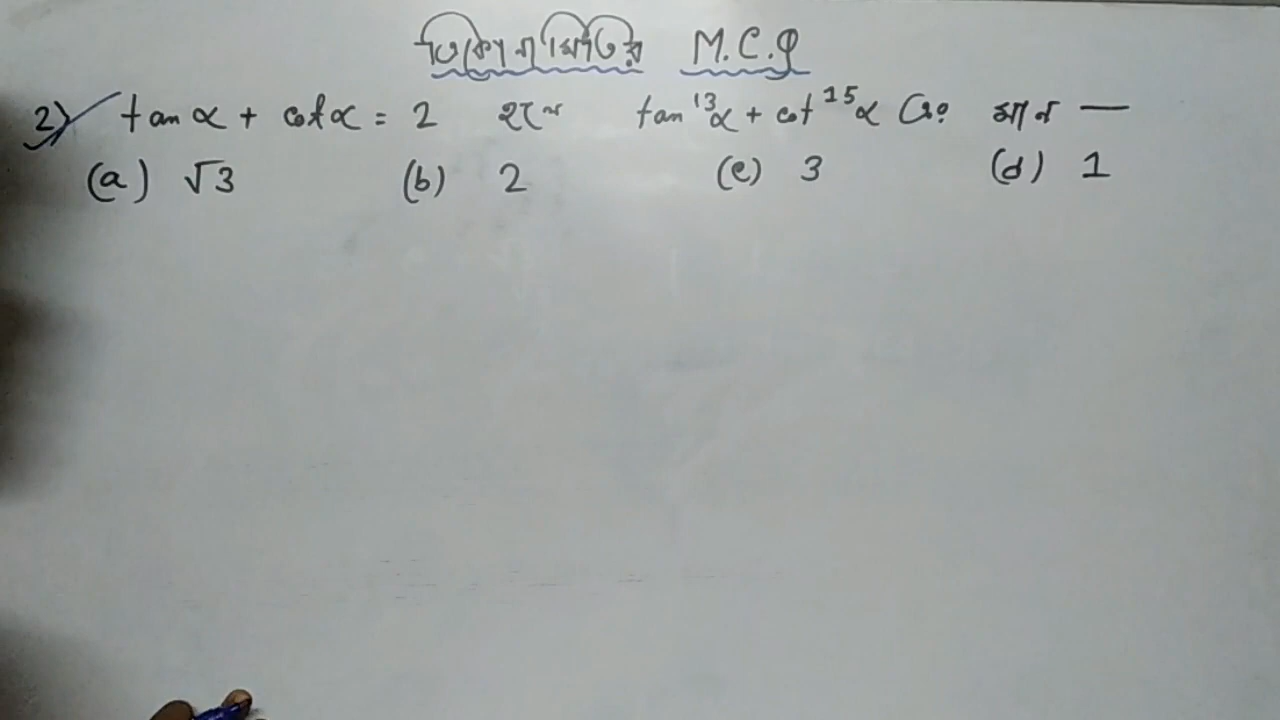 ত্রিকোণমিতির M.C.Q
2) tan α + cot α = 2 হলে tan¹³α + cot¹⁵α এর মান —
(a) √3 (b) 2 (c) 3 (d) 1